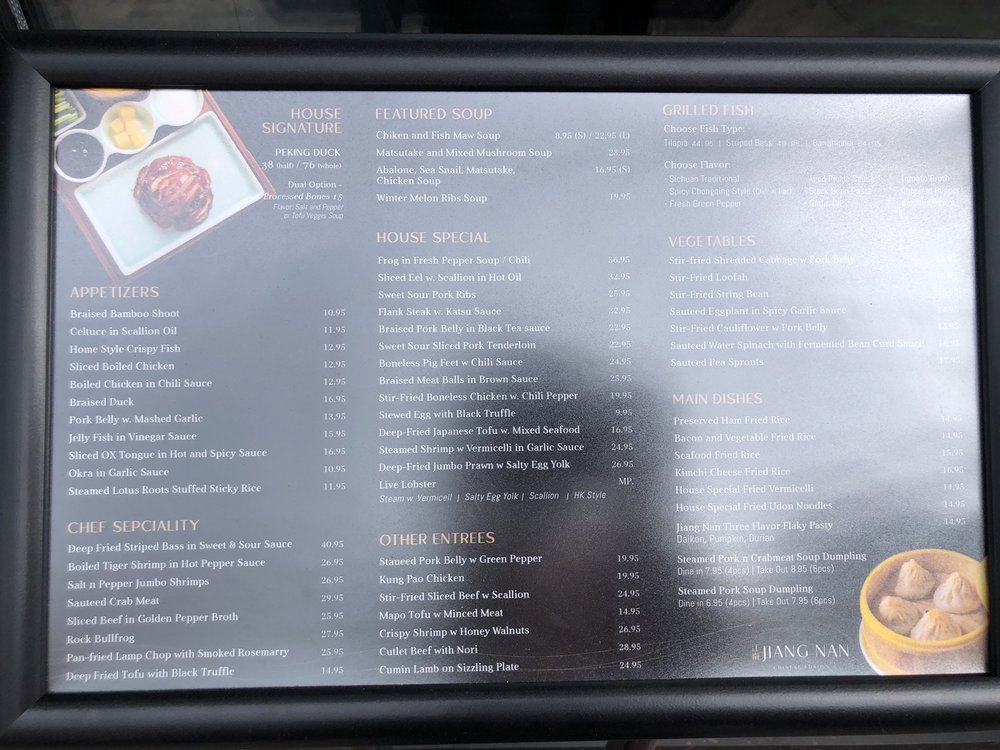 HOUSE
SIGNATURE
PEKING DUCK
38 (half) / 76 (whole)
Dual Option -
Processed Bones 15
Flavor: Salt and Pepper
or Tofu Veggis Soup
APPETIZERS
Braised Bamboo Shoot 10.95
Celtuce in Scallion Oil 11.95
Home Style Crispy Fish 12.95
Sliced Boiled Chicken 12.95
Boiled Chicken in Chili Sauce 12.95
Braised Duck 16.95
Pork Belly w. Mashed Garlic 13.95
Jelly Fish in Vinegar Sauce 15.95
Sliced OX Tongue in Hot and Spicy Sauce 16.95
Okra in Garlic Sauce 10.95
Steamed Lotus Roots Stuffed Sticky Rice 11.95
CHEF SEPCIALITY
Deep Fried Striped Bass in Sweet & Sour Sauce 40.95
Boiled Tiger Shrimp in Hot Pepper Sauce 26.95
Salt n Pepper Jumbo Shrimps 26.95
Sauteed Crab Meat 29.95
Sliced Beef in Golden Pepper Broth 25.95
Rock Bullfrog 27.95
Pan-fried Lamp Chop with Smoked Rosemarry 25.95
Deep Fried Tofu with Black Truffle 14.95
FEATURED SOUP
Chiken and Fish Maw Soup 8.95 (S) / 22.95 (L)
Matsutake and Mixed Mushroom Soup 23.95
Abalone, Sea Snail, Matsutake,
Chicken Soup 16.95 (S)
Winter Melon Ribs Soup 19.95
HOUSE SPECIAL
Frog in Fresh Pepper Soup / Chili 36.95
Sliced Eel w. Scallion in Hot Oil 32.95
Sweet Sour Pork Ribs 25.95
Flank Steak w. Katsu Sauce 32.95
Braised Pork Belly in Black Tea sauce 22.95
Sweet Sour Sliced Pork Tenderloin 22.95
Boneless Pig Feet w Chili Sauce 24.95
Braised Meat Balls in Brown Sauce 25.95
Stir-Fried Boneless Chicken w. Chili Pepper 19.95
Stewed Egg with Black Truffle 9.95
Deep-Fried Japanese Tofu w. Mixed Seafood 16.95
Steamed Shrimp w Vermicelli in Garlic Sauce 24.95
Deep-Fried Jumbo Prawn w Salty Egg Yolk 26.95
Live Lobster MP.
Steam w. Vermicell | Salty Egg Yolk | Scallion | HK Style
OTHER ENTREES
Staueed Pork Belly w Green Pepper 19.95
Kung Pao Chicken 19.95
Stir-Fried Sliced Beef w Scallion 24.95
Mapo Tofu w Minced Meat 14.95
Crispy Shrimp w Honey Walnuts 26.95
Cutlet Beef with Nori 28.95
Cumin Lamb on Sizzling Plate 24.95
GRILLED FISH
Choose Fish Type:
Tilapia 44.95 | Striped Bass | Barramondi
Choose Flavor:
- Sichuan Traditional
- Spicy Chongqing Style
- Fresh Green Pepper
Tomato Broth
VEGETABLES
Stir-fried Shredded Cabbage w Pork Belly
Stir-Fried Loofah
Stir-Fried String Bean
Sauteed Eggplant in Spicy Garlic Sauce
Stir-Fried Cauliflower w Pork Belly
Sauteed Water Spinach with Fermented Bean Curd Sauce
Sauteed Pea Sprouts
MAIN DISHES
Preserved Ham Fried Rice 14.95
Bacon and Vegetable Fried Rice 14.95
Seafood Fried Rice 15.95
Kimchi Cheese Fried Rice 16.95
House Special Fried Vermicelli 14.95
House Special Fried Udon Noodles 14.95
Jiang Nan Three Flavor Flaky Pasty 14.95
Daikon, Pumpkin, Durian
Steamed Pork n Crabmeat Soup Dumpling
Dine in 7.95 (4pcs) | Take Out 8.95 (6pcs)
Steamed Pork Soup Dumpling
Dine in 6.95 (4pcs) | Take Out 7.95 (6pcs)
JIANG NAN